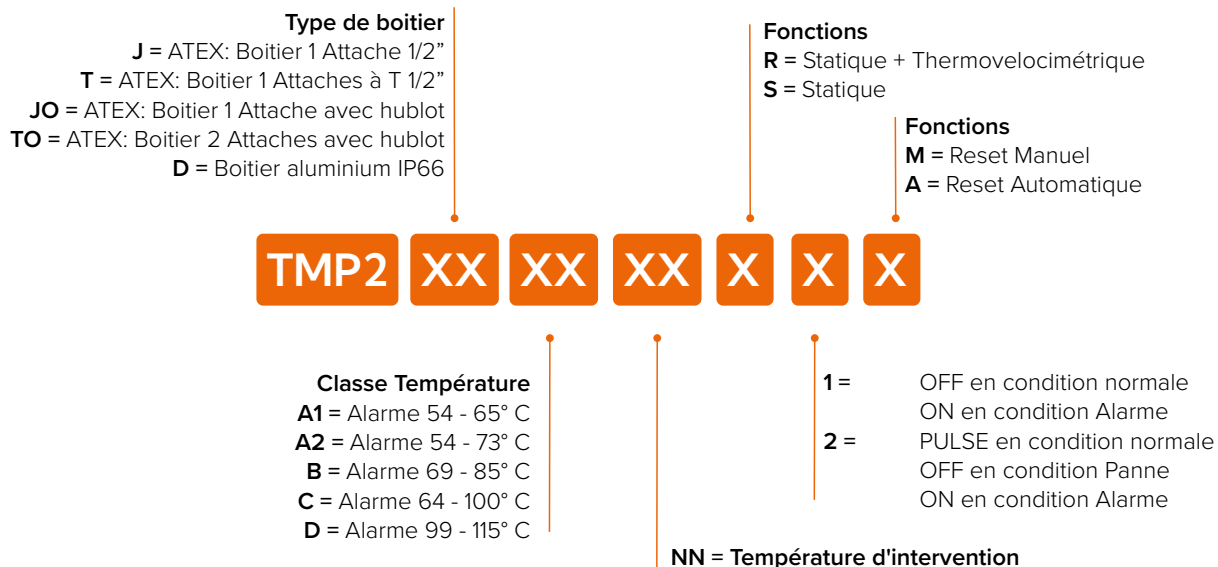 Type de boitier
J = ATEX: Boitier 1 Attache 1/2”
T = ATEX: Boitier 1 Attaches à T 1/2”
JO = ATEX: Boitier 1 Attache avec hublot
TO = ATEX: Boitier 2 Attaches avec hublot
D = Boitier aluminium IP66
Fonctions
R = Statique + Thermovelocimétrique
S = Statique
Fonctions
M = Reset Manuel
A = Reset Automatique
TMP2 XX XX XX X X X
Classe Température
A1 = Alarme 54 - 65° C
A2 = Alarme 54 - 73° C
B = Alarme 69 - 85° C
C = Alarme 64 - 100° C
D = Alarme 99 - 115° C
1 = OFF en condition normale
ON en condition Alarme
2 = PULSE en condition normale
OFF en condition Panne
ON en condition Alarme
NN = Température d'intervention